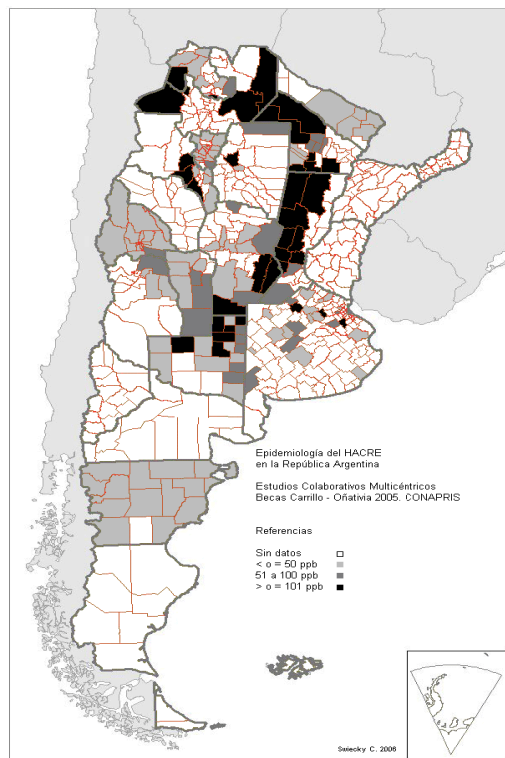 Epidemiología del HACRE
en la República Argentina
Estudios Colaborativos Multicéntricos
Becas Carrillo - Oñativia 2005. CONAPRIS
Referencias
Sin datos
< o = 50 ppb
51 a 100 ppb
> o = 101 ppb
Swiecky C. 2006